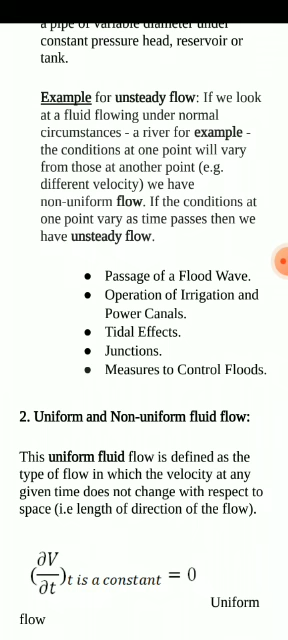 a pipe of variable diameter under
constant pressure head, reservoir or
tank.
Example for unsteady flow: If we look
at a fluid flowing under normal
circumstances - a river for example -
the conditions at one point will vary
from those at another point (e.g.
different velocity) we have
non-uniform flow. If the conditions at
one point vary as time passes then we
have unsteady flow.
● Passage of a Flood Wave.
● Operation of Irrigation and
Power Canals.
● Tidal Effects.
● Junctions.
● Measures to Control Floods.
2. Uniform and Non-uniform fluid flow:
This uniform fluid flow is defined as the
type of flow in which the velocity at any
given time does not change with respect to
space (i.e length of direction of the flow).
(∂V/∂t)t is a constant = 0
Uniform
flow